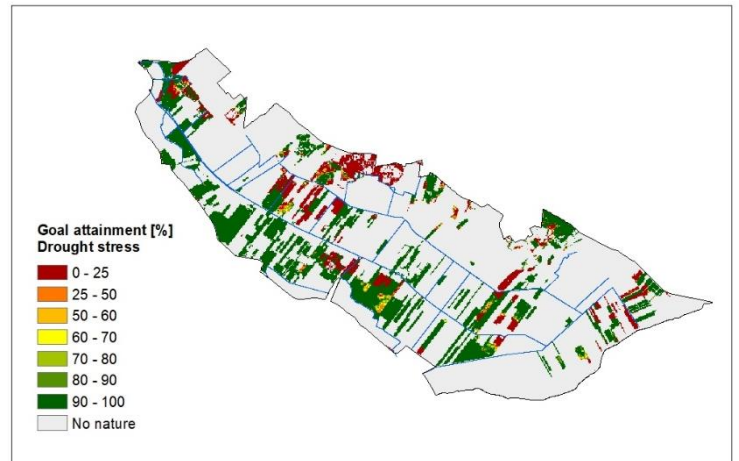 Goal attainment [%]
Drought stress
0 - 25
25 - 50
50 - 60
60 - 70
70 - 80
80 - 90
90 - 100
No nature